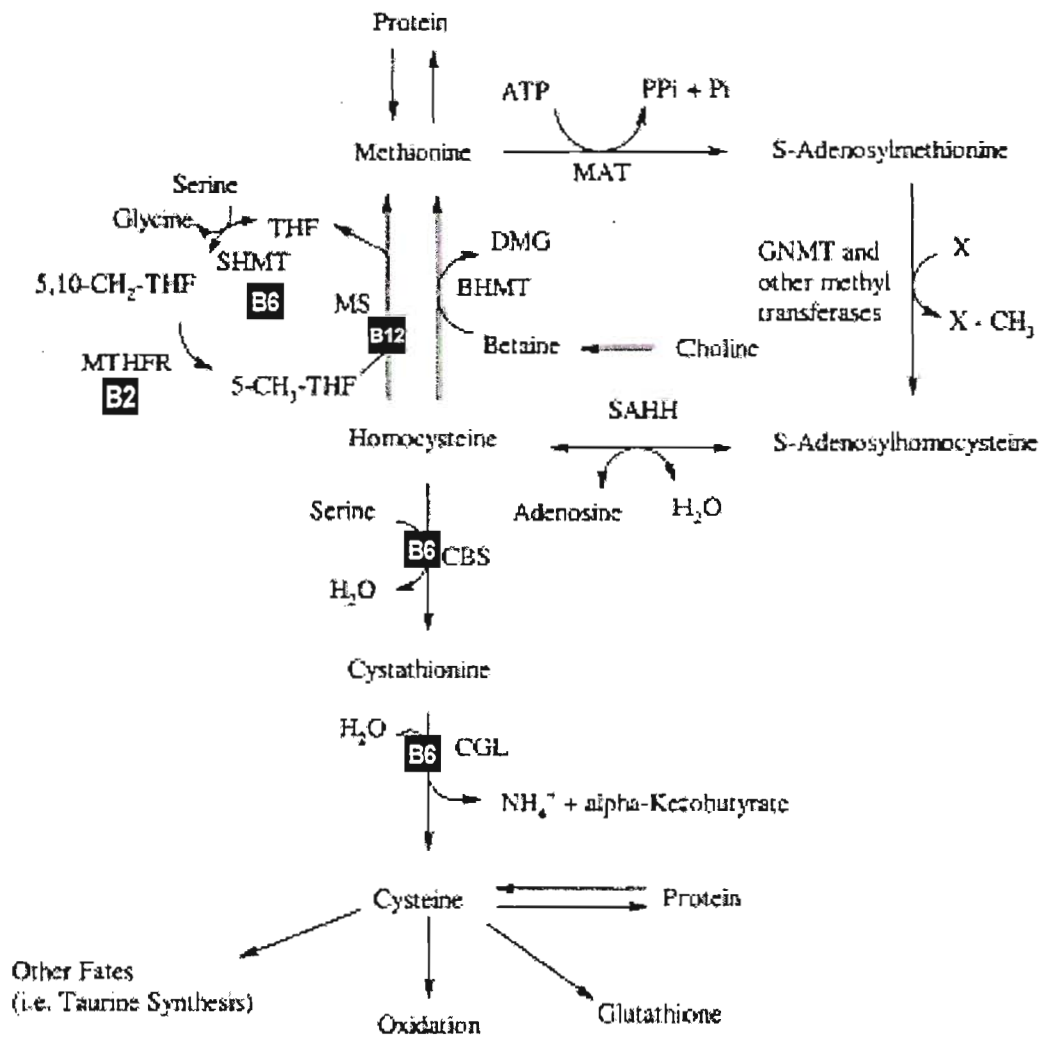 Protein
ATP
PPi + Pi
Methionine
MAT
S-Adenosylmethionine
Serine
Glycine
THF
SHMT
B6
5,10-CH₂-THF
MS
B12
DMG
BHMT
Betaine
Choline
GNMT and
other methyl
transferases
X
X - CH₃
MTHFR
B2
5-CH₃-THF
Homocysteine
SAHH
S-Adenosylhomocysteine
Adenosine
H₂O
Serine
B6
CBS
H₂O
Cystathionine
H₂O
B6
CGL
NH₄⁺ + alpha-Ketobutyrate
Cysteine
Protein
Other Fates
(i.e. Taurine Synthesis)
Oxidation
Glutathione